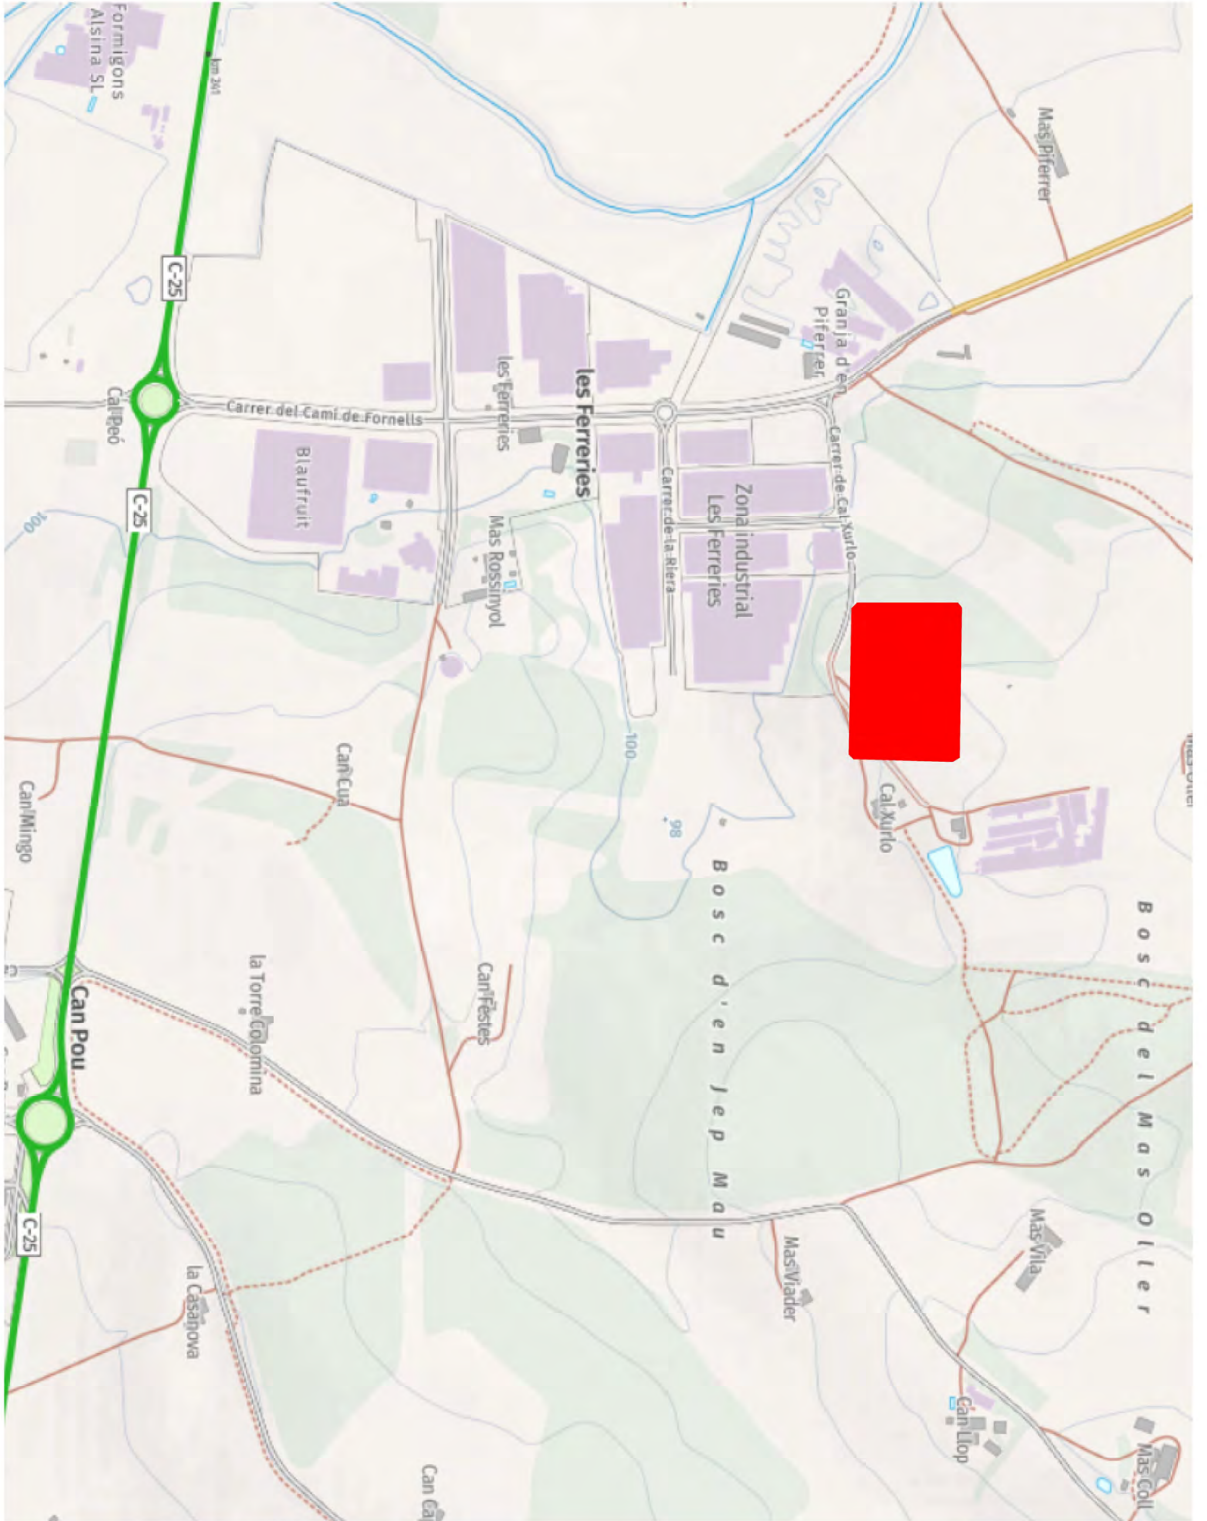 Formigons
Alsina SL
km 241
Mas Piferrer
C-25
Granja d'en
Piferrer
les Ferreries
les Ferreries
Cal Peó
Carrer del Camí de Fornells
Carrer de Cal Xurlo
Blaufruit
C-25
Carrer de la Riera
Zona industrial
Les Ferreries
100
Mas Rossinyol
100
Can Cua
Can Mingo
Cal Xurlo
98
Bosc d'en Jep Mau
Bosc del Mas Oller
la Torre Colomina
Can Festes
Can Pou
C-25
Mas Vila
Mas Viader
la Casanova
Can Llop
Mas Coll